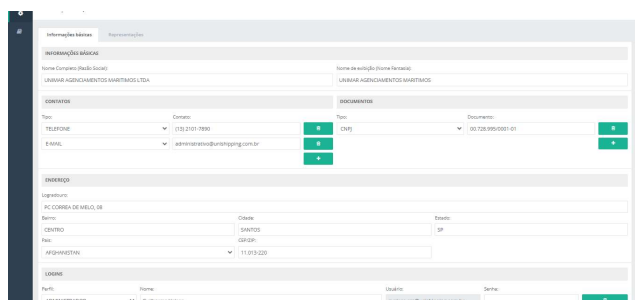 Informações básicas Representações
INFORMAÇÕES BÁSICAS
Nome Completo (Razão Social): Nome de exibição (Nome Fantasia):
UNIMAR AGENCIAMENTOS MARITIMOS LTDA UNIMAR AGENCIAMENTOS MARITIMOS
CONTATOS DOCUMENTOS
Tipo: Contato: Tipo: Documento:
TELEFONE (13) 2101-7890 CNPJ 00.728.995/0001-01
E-MAIL administrativo@unishipping.com.br
ENDEREÇO
Logradouro:
PC CORREA DE MELO, 08
Bairro: Cidade: Estado:
CENTRO SANTOS SP
País: CEP/ZIP:
AFGHANISTAN 11.013-220
LOGINS
Perfil: Nome: Usuário: Senha: